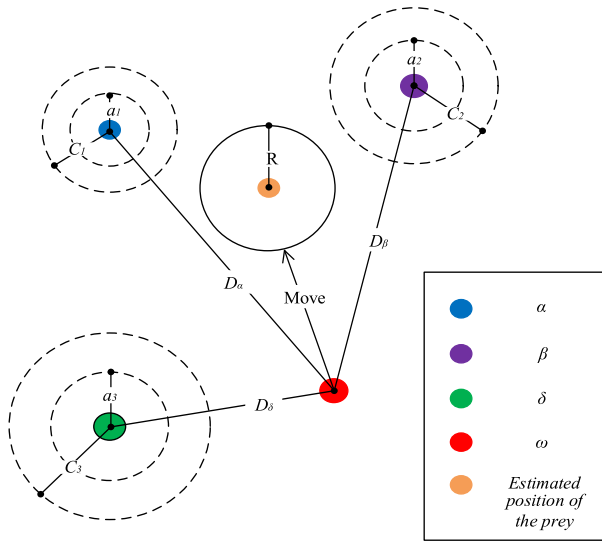 a1
C1
a2
C2
R
Dβ
Dα
Move
a3
C3
Dδ
α
β
δ
ω
Estimated
position of
the prey